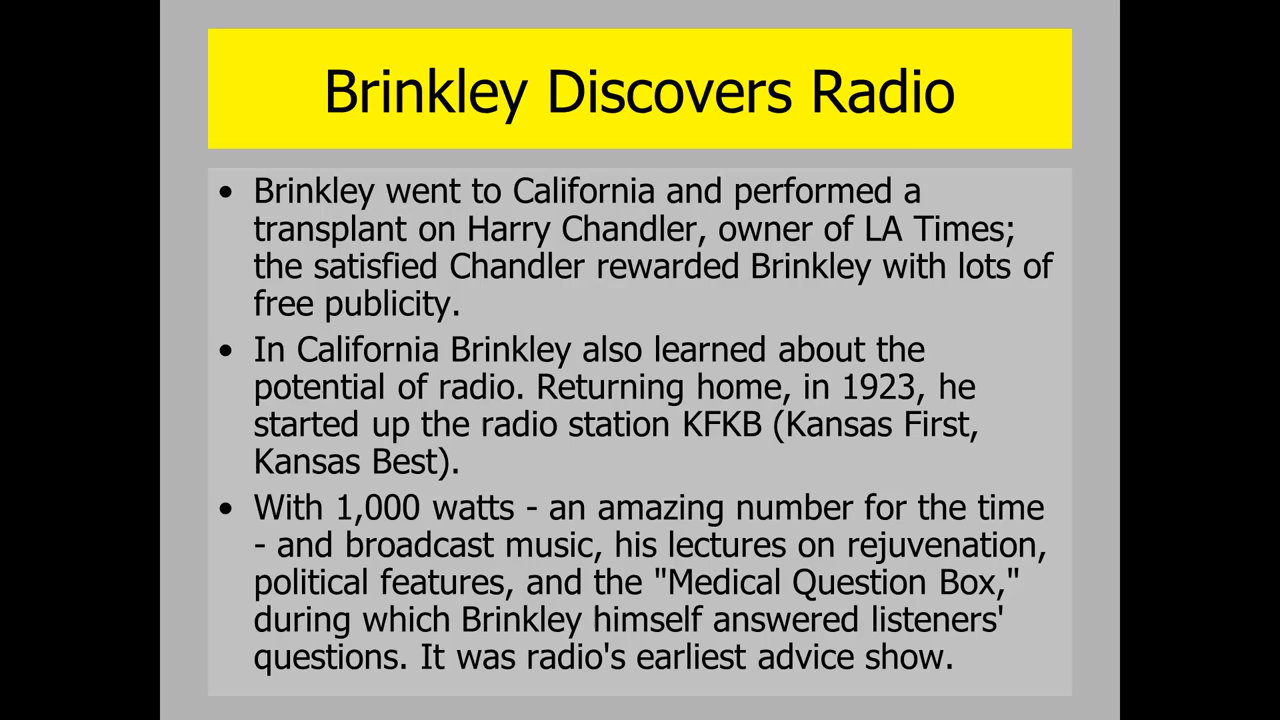 Brinkley Discovers Radio
• Brinkley went to California and performed a
transplant on Harry Chandler, owner of LA Times;
the satisfied Chandler rewarded Brinkley with lots of
free publicity.
• In California Brinkley also learned about the
potential of radio. Returning home, in 1923, he
started up the radio station KFKB (Kansas First,
Kansas Best).
• With 1,000 watts - an amazing number for the time
- and broadcast music, his lectures on rejuvenation,
political features, and the "Medical Question Box,"
during which Brinkley himself answered listeners'
questions. It was radio's earliest advice show.